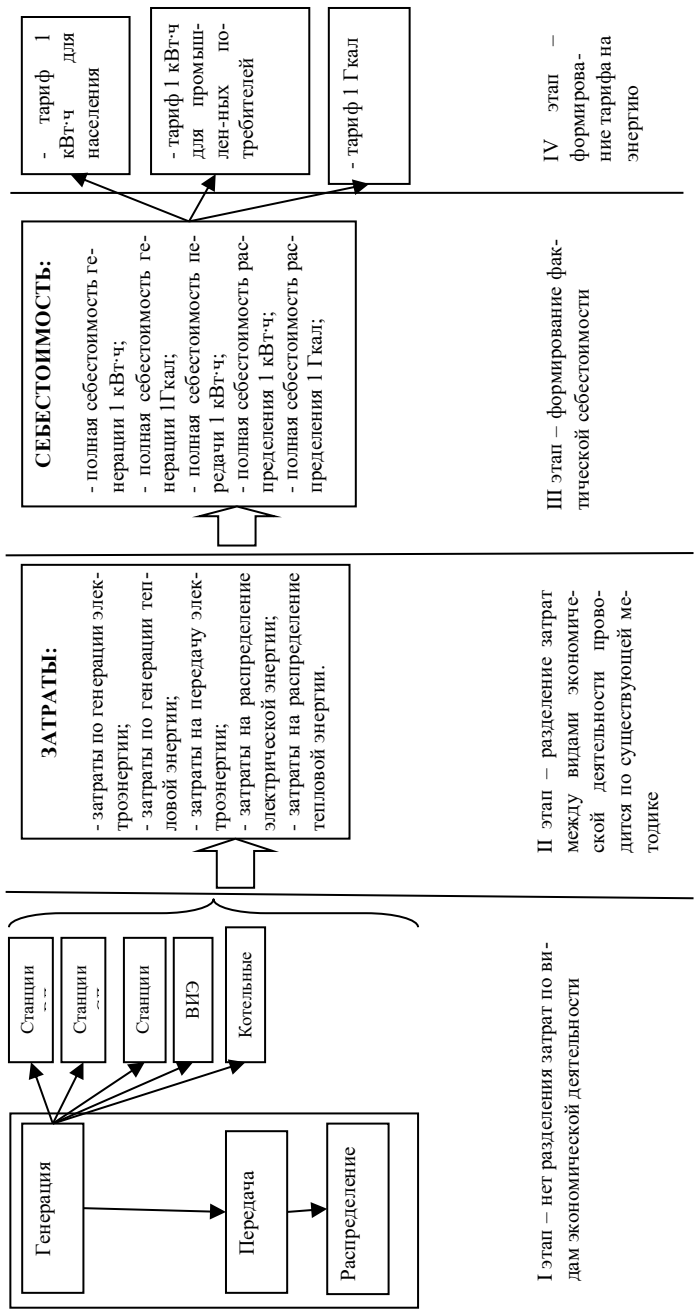 Генерация
Передача
Распределение
Станции
Станции
Станции
ВИЭ
Котельные
I этап – нет разделения затрат по ви-
дам экономической деятельности
ЗАТРАТЫ:
- затраты по генерации элек-
троэнергии;
- затраты по генерации теп-
ловой энергии;
- затраты на передачу элек-
троэнергии;
- затраты на распределение
электрической энергии;
- затраты на распределение
тепловой энергии.
II этап – разделение затрат
между видами экономиче-
ской деятельности прово-
дится по существующей ме-
тодике
СЕБЕСТОИМОСТЬ:
- полная себестоимость ге-
нерации 1 кВт·ч;
- полная себестоимость ге-
нерации 1Гкал;
- полная себестоимость пе-
редачи 1 кВт·ч;
- полная себестоимость рас-
пределения 1 кВт·ч;
- полная себестоимость рас-
пределения 1 Гкал;
III этап – формирование фак-
тической себестоимости
- тариф 1
кВт·ч для
населения
- тариф 1 кВт·ч
для промыш-
лен-ных по-
требителей
- тариф 1 Гкал
IV этап –
формирова-
ние тарифа на
энергию